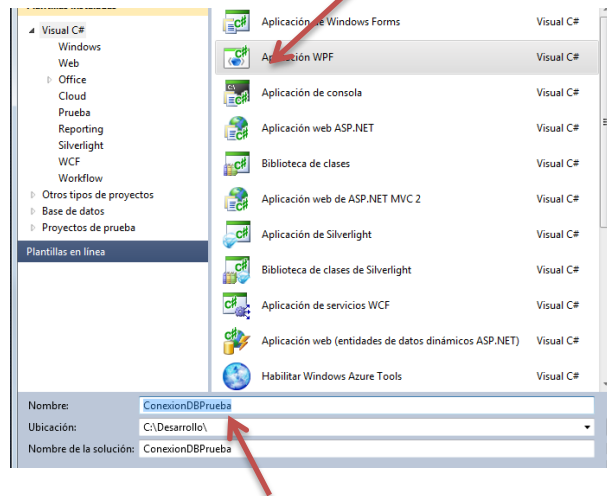 Plantillas instaladas
Visual C#
Windows
Web
Office
Cloud
Prueba
Reporting
Silverlight
WCF
Workflow
Otros tipos de proyectos
Base de datos
Proyectos de prueba
Plantillas en línea
Aplicación de Windows Forms Visual C#
Aplicación WPF Visual C#
Aplicación de consola Visual C#
Aplicación web ASP.NET Visual C#
Biblioteca de clases Visual C#
Aplicación web de ASP.NET MVC 2 Visual C#
Aplicación de Silverlight Visual C#
Biblioteca de clases de Silverlight Visual C#
Aplicación de servicios WCF Visual C#
Aplicación web (entidades de datos dinámicos ASP.NET) Visual C#
Habilitar Windows Azure Tools Visual C#
Nombre: ConexionDBPrueba
Ubicación: C:\Desarrollo\
Nombre de la solución: ConexionDBPrueba